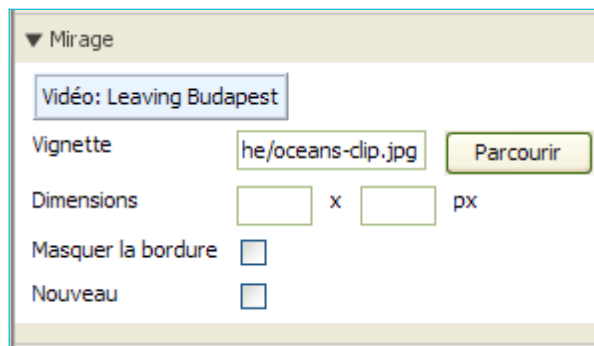 Mirage
Vidéo: Leaving Budapest
Vignette he/oceans-clip.jpg Parcourir
Dimensions x px
Masquer la bordure
Nouveau